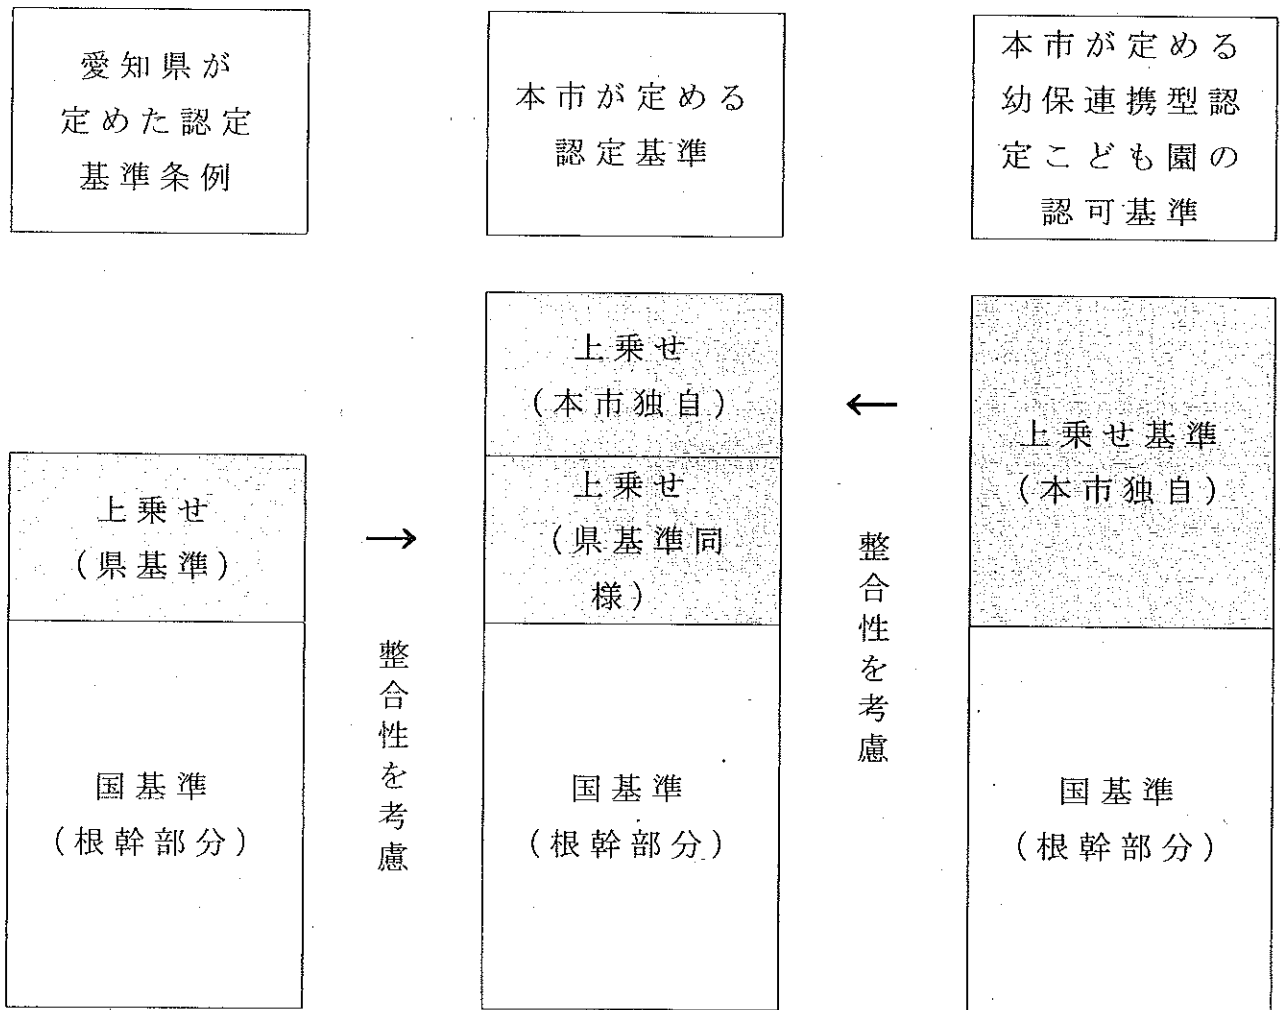 愛知県が
定めた認定
基準条例
本市が定める
認定基準
本市が定める
幼保連携型認
定こども園の
認可基準
上乗せ
(県基準)
国基準
(根幹部分)
→
整合性を考慮
上乗せ
(本市独自)
上乗せ
(県基準同
様)
国基準
(根幹部分)
←
整合性を考慮
上乗せ基準
(本市独自)
国基準
(根幹部分)